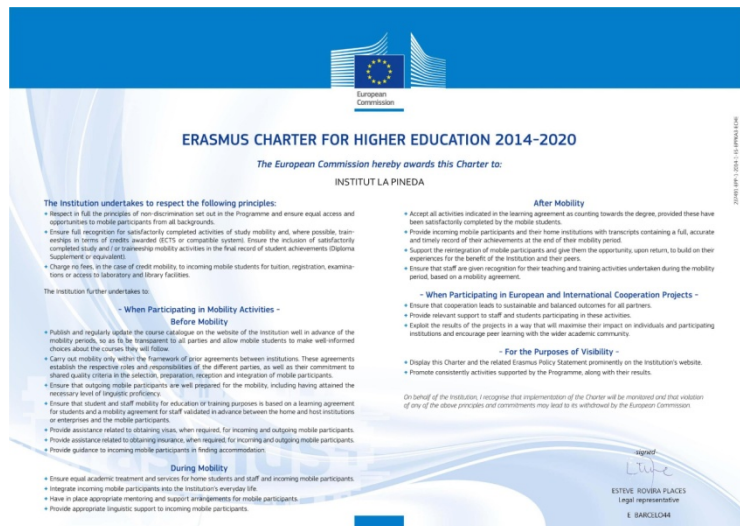 European
Commission
ERASMUS CHARTER FOR HIGHER EDUCATION 2014-2020
The European Commission hereby awards this Charter to:
INSTITUT LA PINEDA
The Institution undertakes to respect the following principles:
• Respect in full the principles of non-discrimination set out in the Programme and ensure equal access and
opportunities to mobile participants from all backgrounds.
• Ensure full recognition for satisfactorily completed activities of study mobility and, where possible, train-
eeships in terms of credits awarded (ECTS or compatible system). Ensure the inclusion of satisfactorily
completed study and / or traineeship mobility activities in the final record of student achievements (Diploma
Supplement or equivalent).
• Charge no fees, in the case of credit mobility, to incoming mobile students for tuition, registration, examina-
tions or access to laboratory and library facilities.
The Institution further undertakes to:
- When Participating in Mobility Activities -
Before Mobility
• Publish and regularly update the course catalogue on the website of the Institution well in advance of the
mobility periods, so as to be transparent to all parties and allow mobile students to make well-informed
choices about the courses they will follow.
• Carry out mobility only within the framework of prior agreements between institutions. These agreements
establish the respective roles and responsibilities of the different parties, as well as their commitment to
shared quality criteria in the selection, preparation, reception and integration of mobile participants.
• Ensure that outgoing mobile participants are well prepared for the mobility, including having attained the
necessary level of linguistic proficiency.
• Ensure that student and staff mobility for education or training purposes is based on a learning agreement
for students and a mobility agreement for staff validated in advance between the home and host institutions
or enterprises and the mobile participants.
• Provide assistance related to obtaining visas, when required, for incoming and outgoing mobile participants.
• Provide assistance related to obtaining insurance, when required, for incoming and outgoing mobile participants.
• Provide guidance to incoming mobile participants in finding accommodation.
During Mobility
• Ensure equal academic treatment and services for home students and staff and incoming mobile participants.
• Integrate incoming mobile participants into the Institution's everyday life.
• Have in place appropriate mentoring and support arrangements for mobile participants.
• Provide appropriate linguistic support to incoming mobile participants.
After Mobility
• Accept all activities indicated in the learning agreement as counting towards the degree, provided these have
been satisfactorily completed by the mobile students.
• Provide incoming mobile participants and their home institutions with transcripts containing a full, accurate
and timely record of their achievements at the end of their mobility period.
• Support the reintegration of mobile participants and give them the opportunity, upon return, to build on their
experiences for the benefit of the Institution and their peers.
• Ensure that staff are given recognition for their teaching and training activities undertaken during the mobility
period, based on a mobility agreement.
- When Participating in European and International Cooperation Projects -
• Ensure that cooperation leads to sustainable and balanced outcomes for all partners.
• Provide relevant support to staff and students participating in these activities.
• Exploit the results of the projects in a way that will maximise their impact on individuals and participating
institutions and encourage peer learning with the wider academic community.
- For the Purposes of Visibility -
• Display this Charter and the related Erasmus Policy Statement prominently on the Institution's website.
• Promote consistently activities supported by the Programme, along with their results.
On behalf of the Institution, I recognise that implementation of the Charter will be monitored and that violation
of any of the above principles and commitments may lead to its withdrawal by the European Commission.
signed
ESTEVE ROVIRA PLACES
Legal representative
E BARCELO44